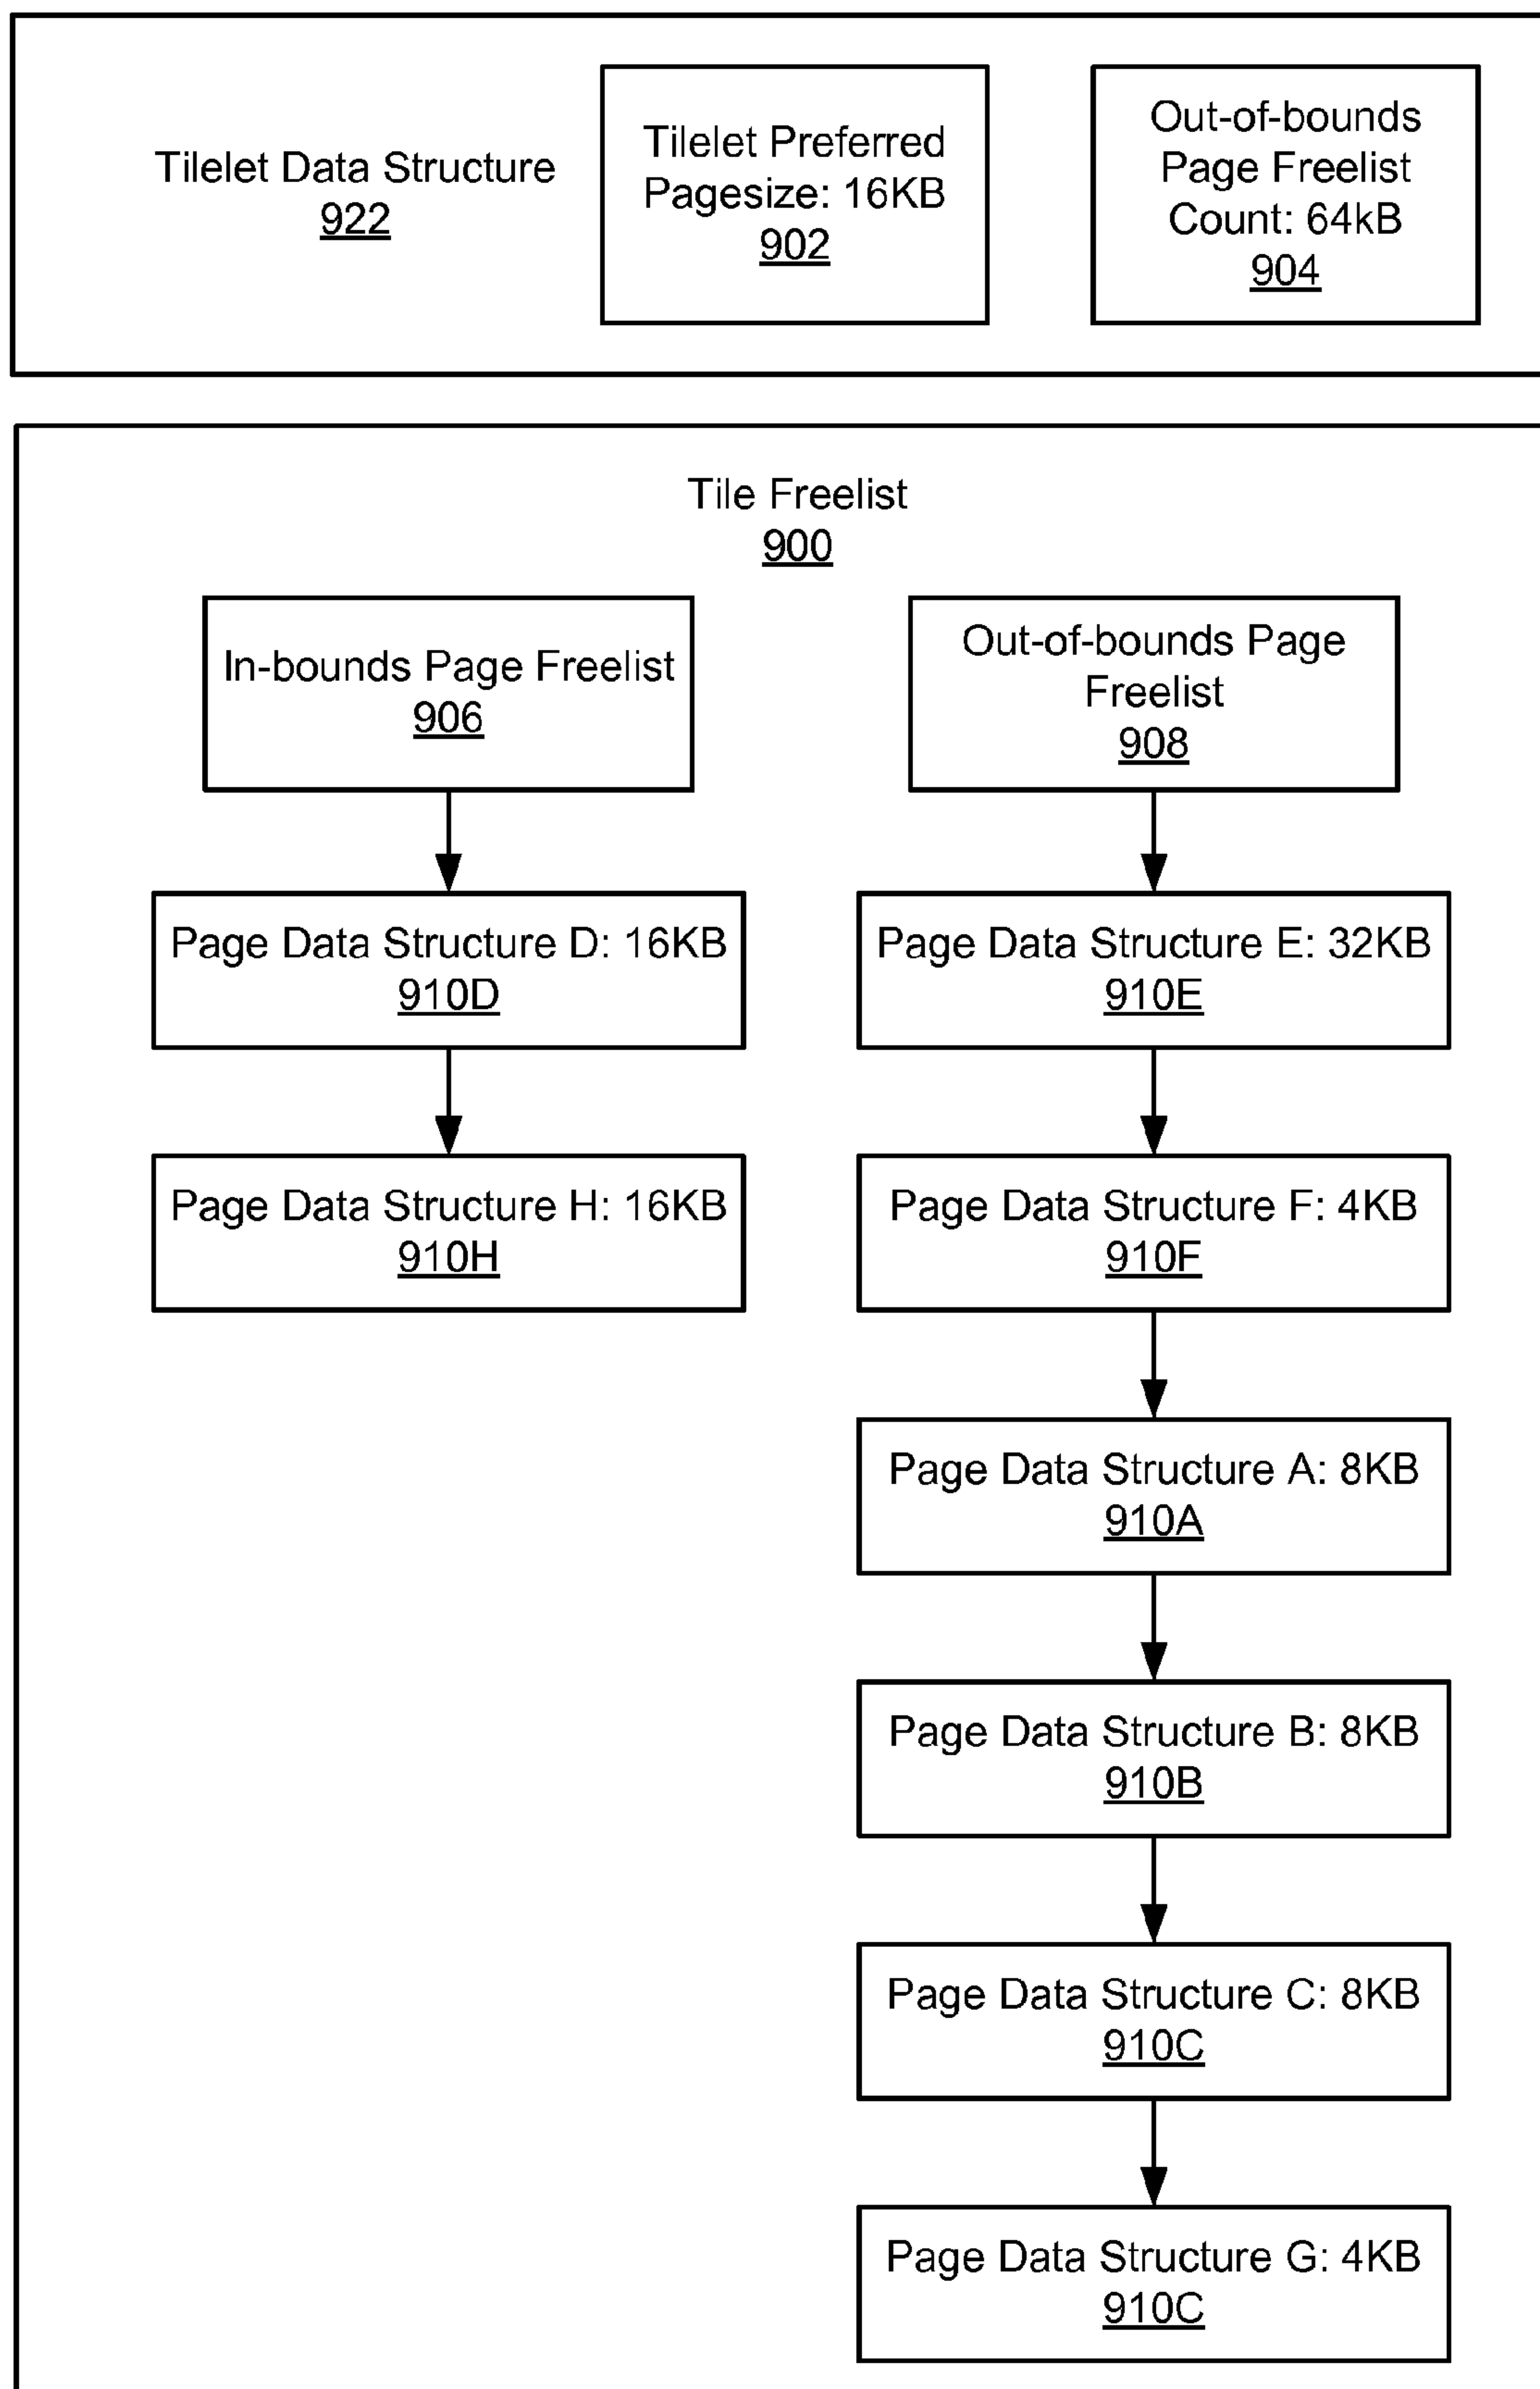 Tilelet Data Structure
922
Tilelet Preferred
Pagesize: 16KB
902
Out-of-bounds
Page Freelist
Count: 64kB
904
Tile Freelist
900
In-bounds Page Freelist
906
Out-of-bounds Page
Freelist
908
Page Data Structure D: 16KB
910D
Page Data Structure E: 32KB
910E
Page Data Structure H: 16KB
910H
Page Data Structure F: 4KB
910F
Page Data Structure A: 8KB
910A
Page Data Structure B: 8KB
910B
Page Data Structure C: 8KB
910C
Page Data Structure G: 4KB
910C